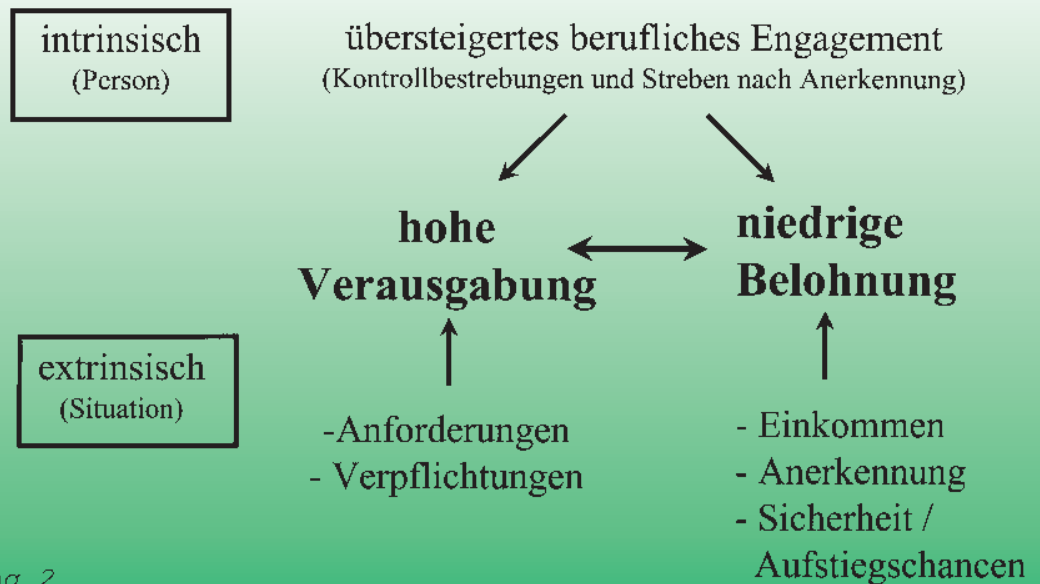 intrinsisch
(Person)
übersteigertes berufliches Engagement
(Kontrollbestrebungen und Streben nach Anerkennung)
hohe
Verausgabung
niedrige
Belohnung
extrinsisch
(Situation)
-Anforderungen
- Verpflichtungen
- Einkommen
- Anerkennung
- Sicherheit /
Aufstiegschancen
2